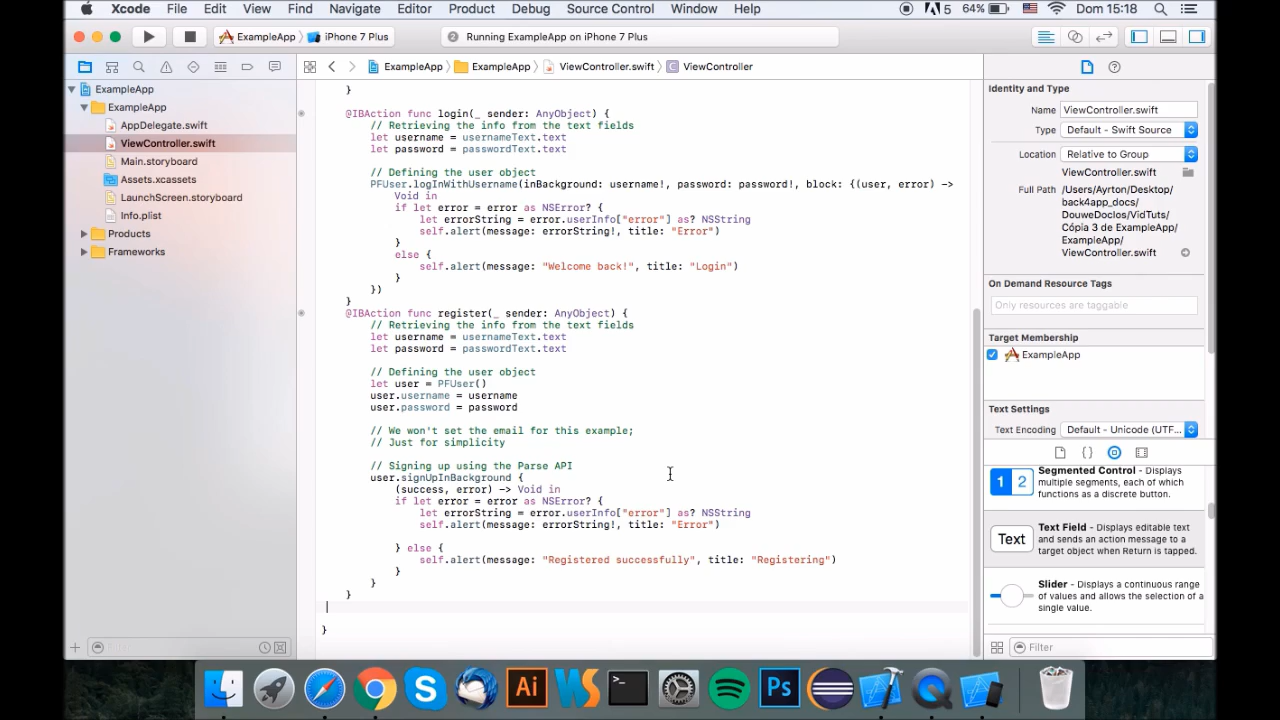 Xcode File Edit View Find Navigate Editor Product Debug Source Control Window Help 5 64% Dom 15:18
ExampleApp iPhone 7 Plus 2 Running ExampleApp on iPhone 7 Plus
ExampleApp ExampleApp ViewController.swift C ViewController
ExampleApp
ExampleApp
AppDelegate.swift
ViewController.swift
Main.storyboard
Assets.xcassets
LaunchScreen.storyboard
Info.plist
Products
Frameworks
}
@IBAction func login(_ sender: AnyObject) {
// Retrieving the info from the text fields
let username = usernameText.text
let password = passwordText.text
// Defining the user object
PFUser.logInWithUsername(inBackground: username!, password: password!, block: {(user, error) ->
Void in
if let error = error as NSError? {
let errorString = error.userInfo["error"] as? NSString
self.alert(message: errorString!, title: "Error")
}
else {
self.alert(message: "Welcome back!", title: "Login")
}
})
}
@IBAction func register(_ sender: AnyObject) {
// Retrieving the info from the text fields
let username = usernameText.text
let password = passwordText.text
// Defining the user object
let user = PFUser()
user.username = username
user.password = password
// We won't set the email for this example;
// Just for simplicity
// Signing up using the Parse API
user.signUpInBackground {
(success, error) -> Void in
if let error = error as NSError? {
let errorString = error.userInfo["error"] as? NSString
self.alert(message: errorString!, title: "Error")
} else {
self.alert(message: "Registered successfully", title: "Registering")
}
}
}
}
Identity and Type
Name ViewController.swift
Type Default - Swift Source
Location Relative to Group
ViewController.swift
Full Path /Users/Ayrton/Desktop/
back4app_docs/
DouweDocIos/VidTuts/
Cópia 3 de ExampleApp/
ExampleApp/
ViewController.swift
On Demand Resource Tags
Only resources are taggable
Target Membership
ExampleApp
Text Settings
Text Encoding Default - Unicode (UTF...
1 2 Segmented Control - Displays
multiple segments, each of which
functions as a discrete button.
Text Text Field - Displays editable text
and sends an action message to a
target object when Return is tapped.
Slider - Displays a continuous range
of values and allows the selection of a
single value.
Filter
Ai Ps